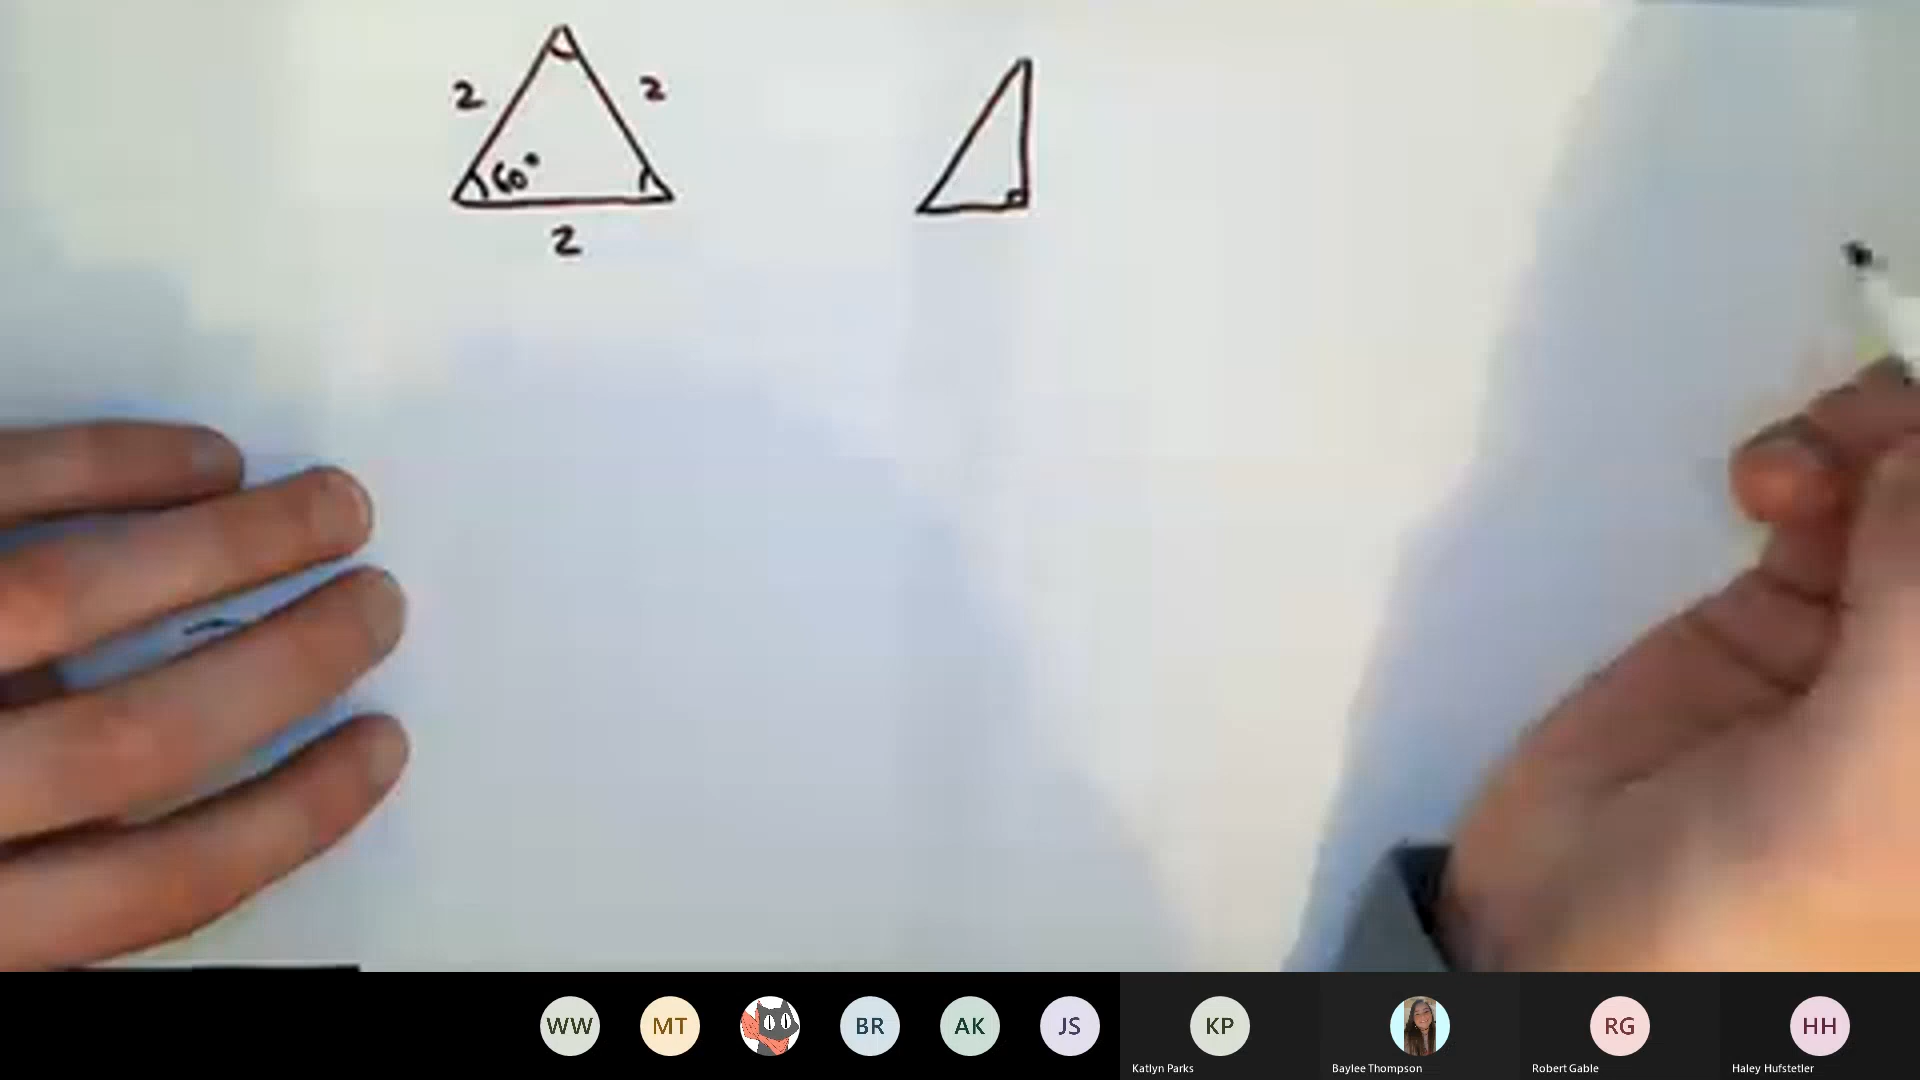 2
2
60°
2
WW
MT
BR
AK
JS
KP
RG
HH
Katlyn Parks
Baylee Thompson
Robert Gable
Haley Hufstetler